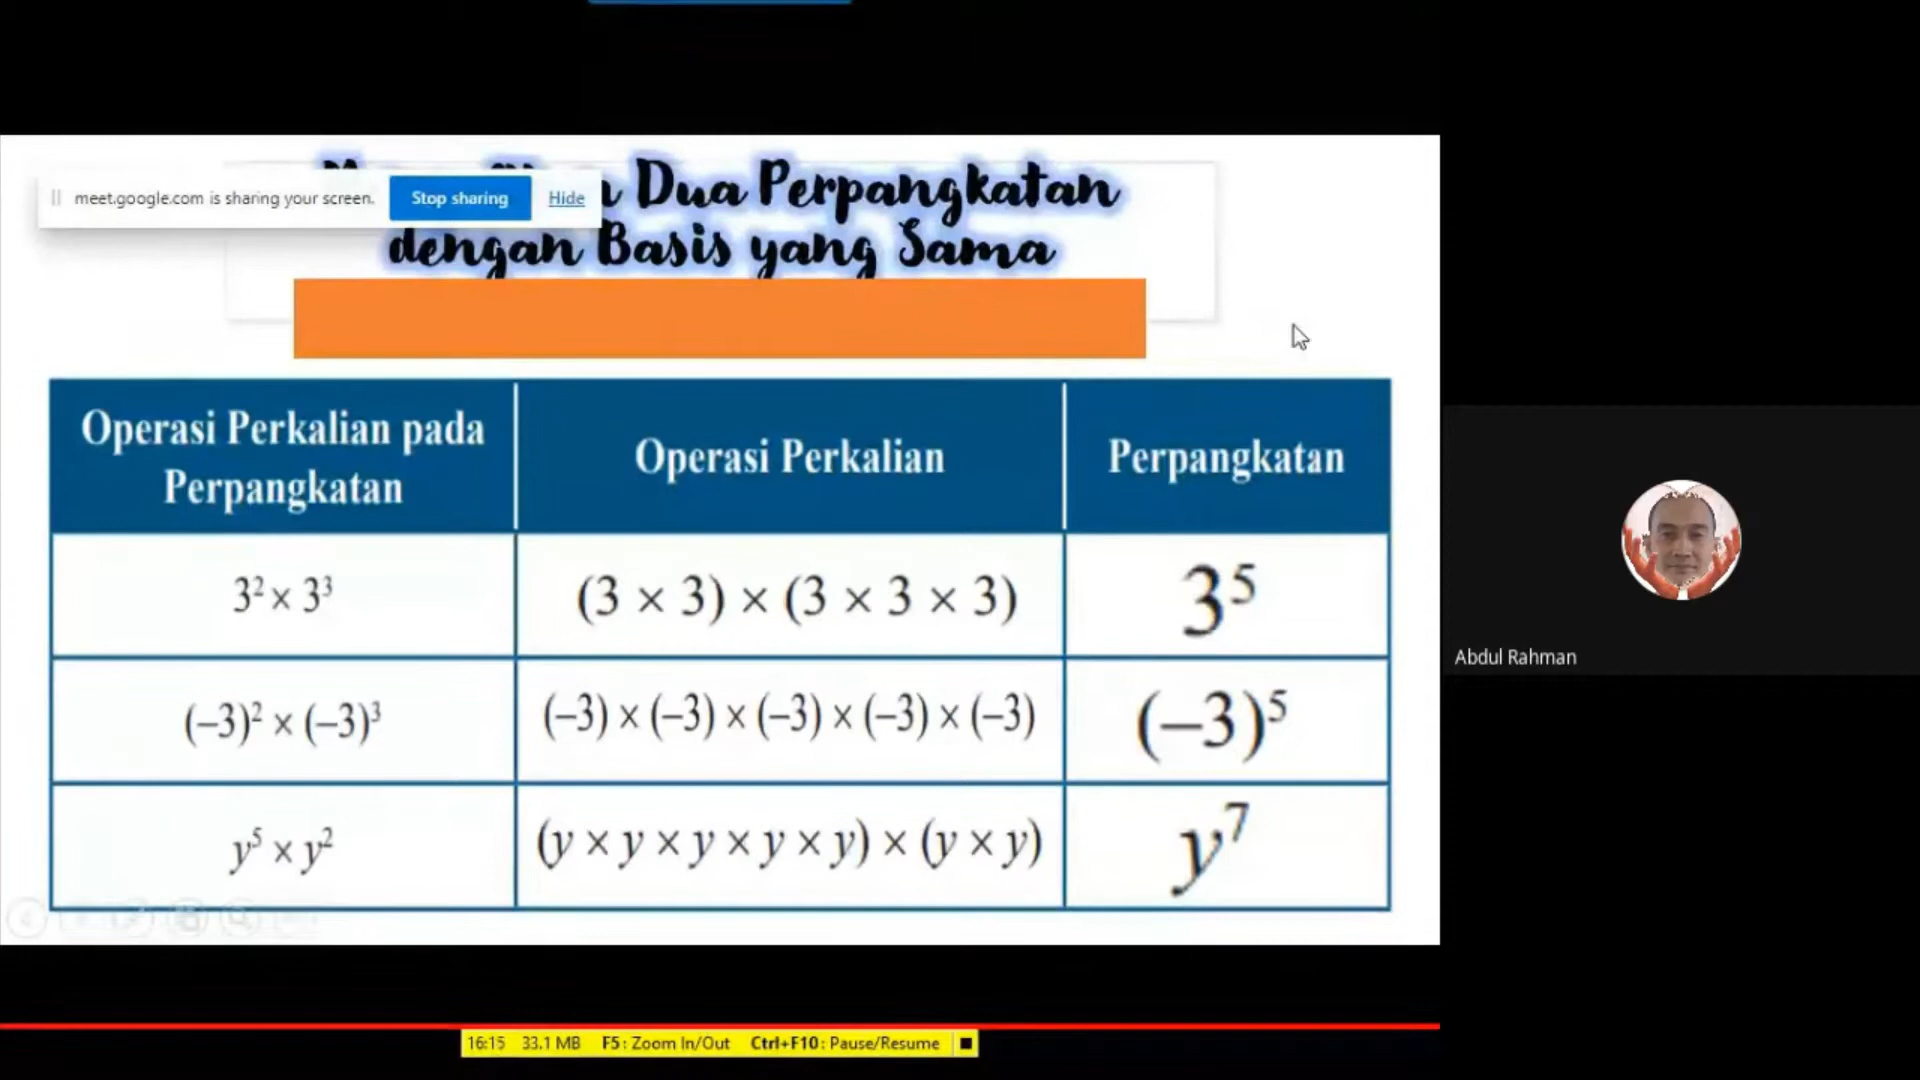 meet.google.com is sharing your screen. Stop sharing Hide
Dua Perpangkatan
dengan Basis yang Sama
Operasi Perkalian pada
Perpangkatan
Operasi Perkalian
Perpangkatan
3² × 3³
(3 × 3) × (3 × 3 × 3)
3⁵
(–3)² × (–3)³
(–3) × (–3) × (–3) × (–3) × (–3)
(–3)⁵
y⁵ × y²
(y × y × y × y × y) × (y × y)
y⁷
Abdul Rahman
16:15 33.1 MB F5: Zoom In/Out Ctrl+F10: Pause/Resume